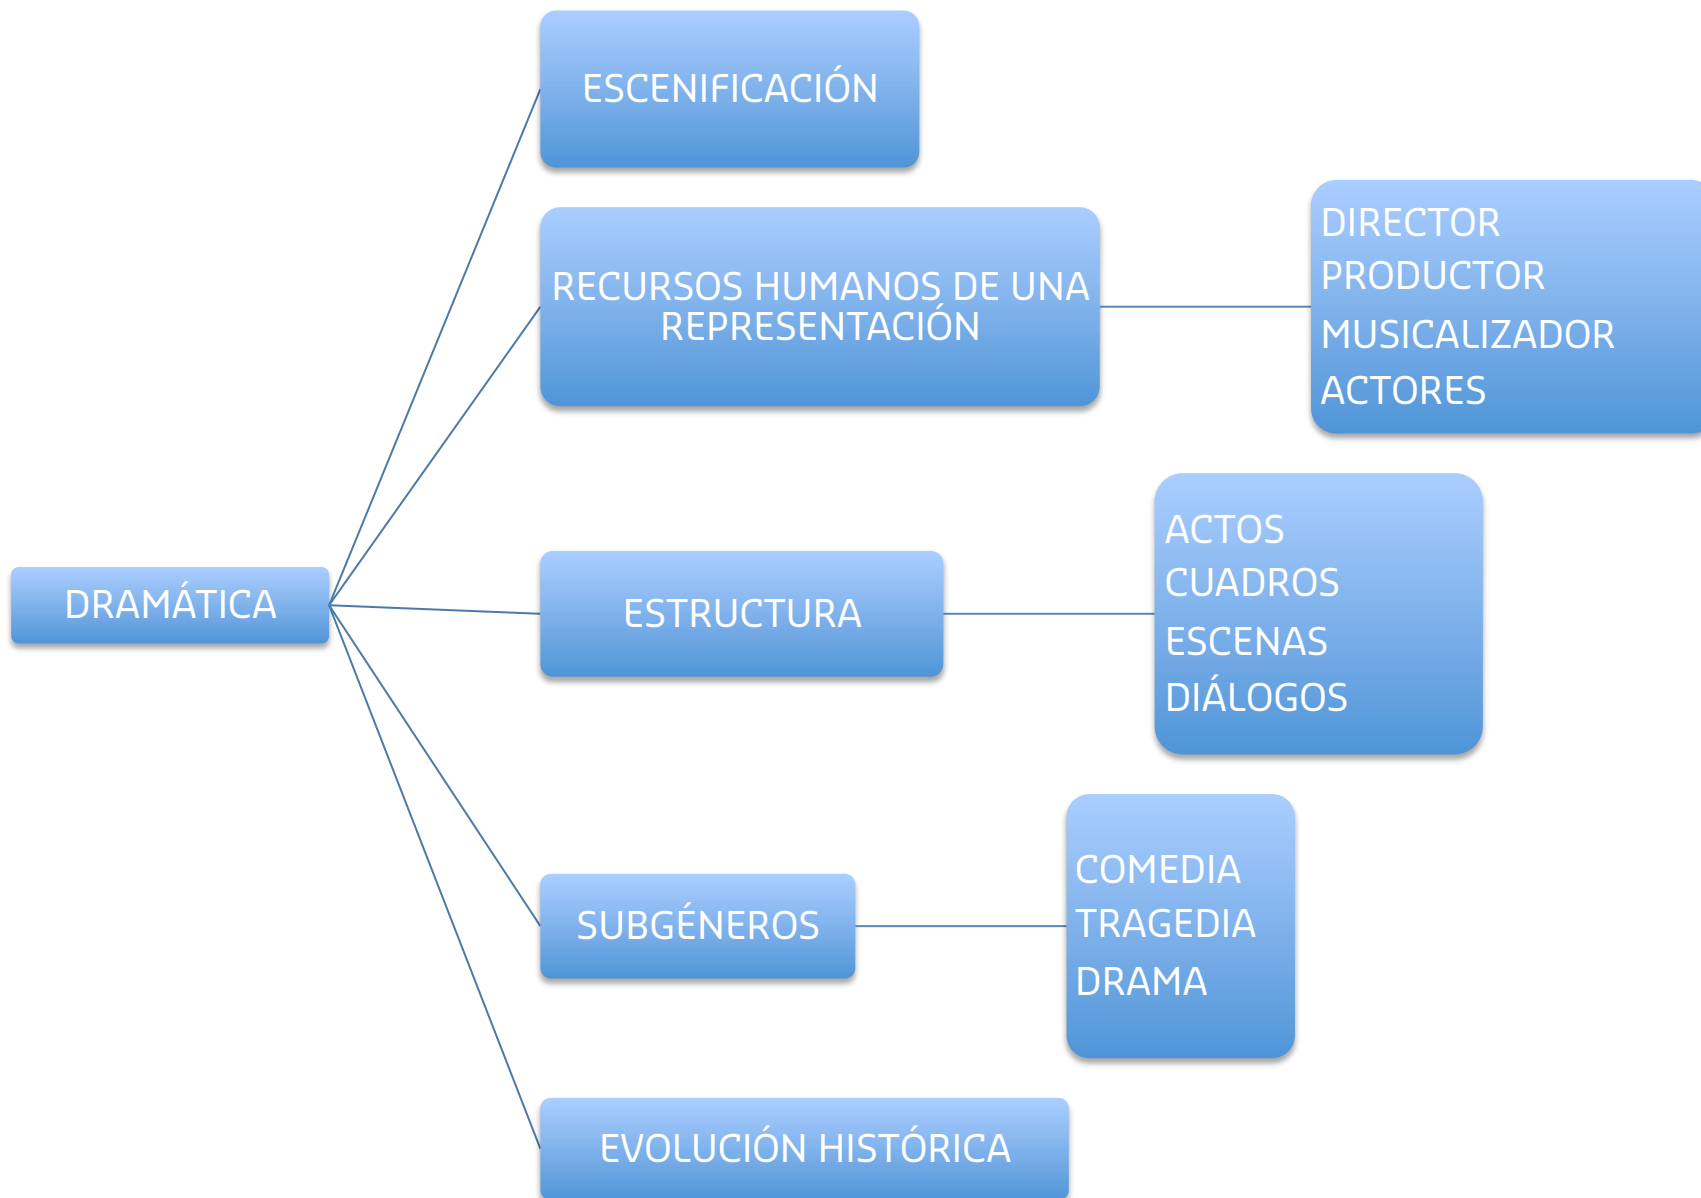 ESCENIFICACIÓN
RECURSOS HUMANOS DE UNA
REPRESENTACIÓN
DIRECTOR
PRODUCTOR
MUSICALIZADOR
ACTORES
DRAMÁTICA
ESTRUCTURA
ACTOS
CUADROS
ESCENAS
DIÁLOGOS
SUBGÉNEROS
COMEDIA
TRAGEDIA
DRAMA
EVOLUCIÓN HISTÓRICA